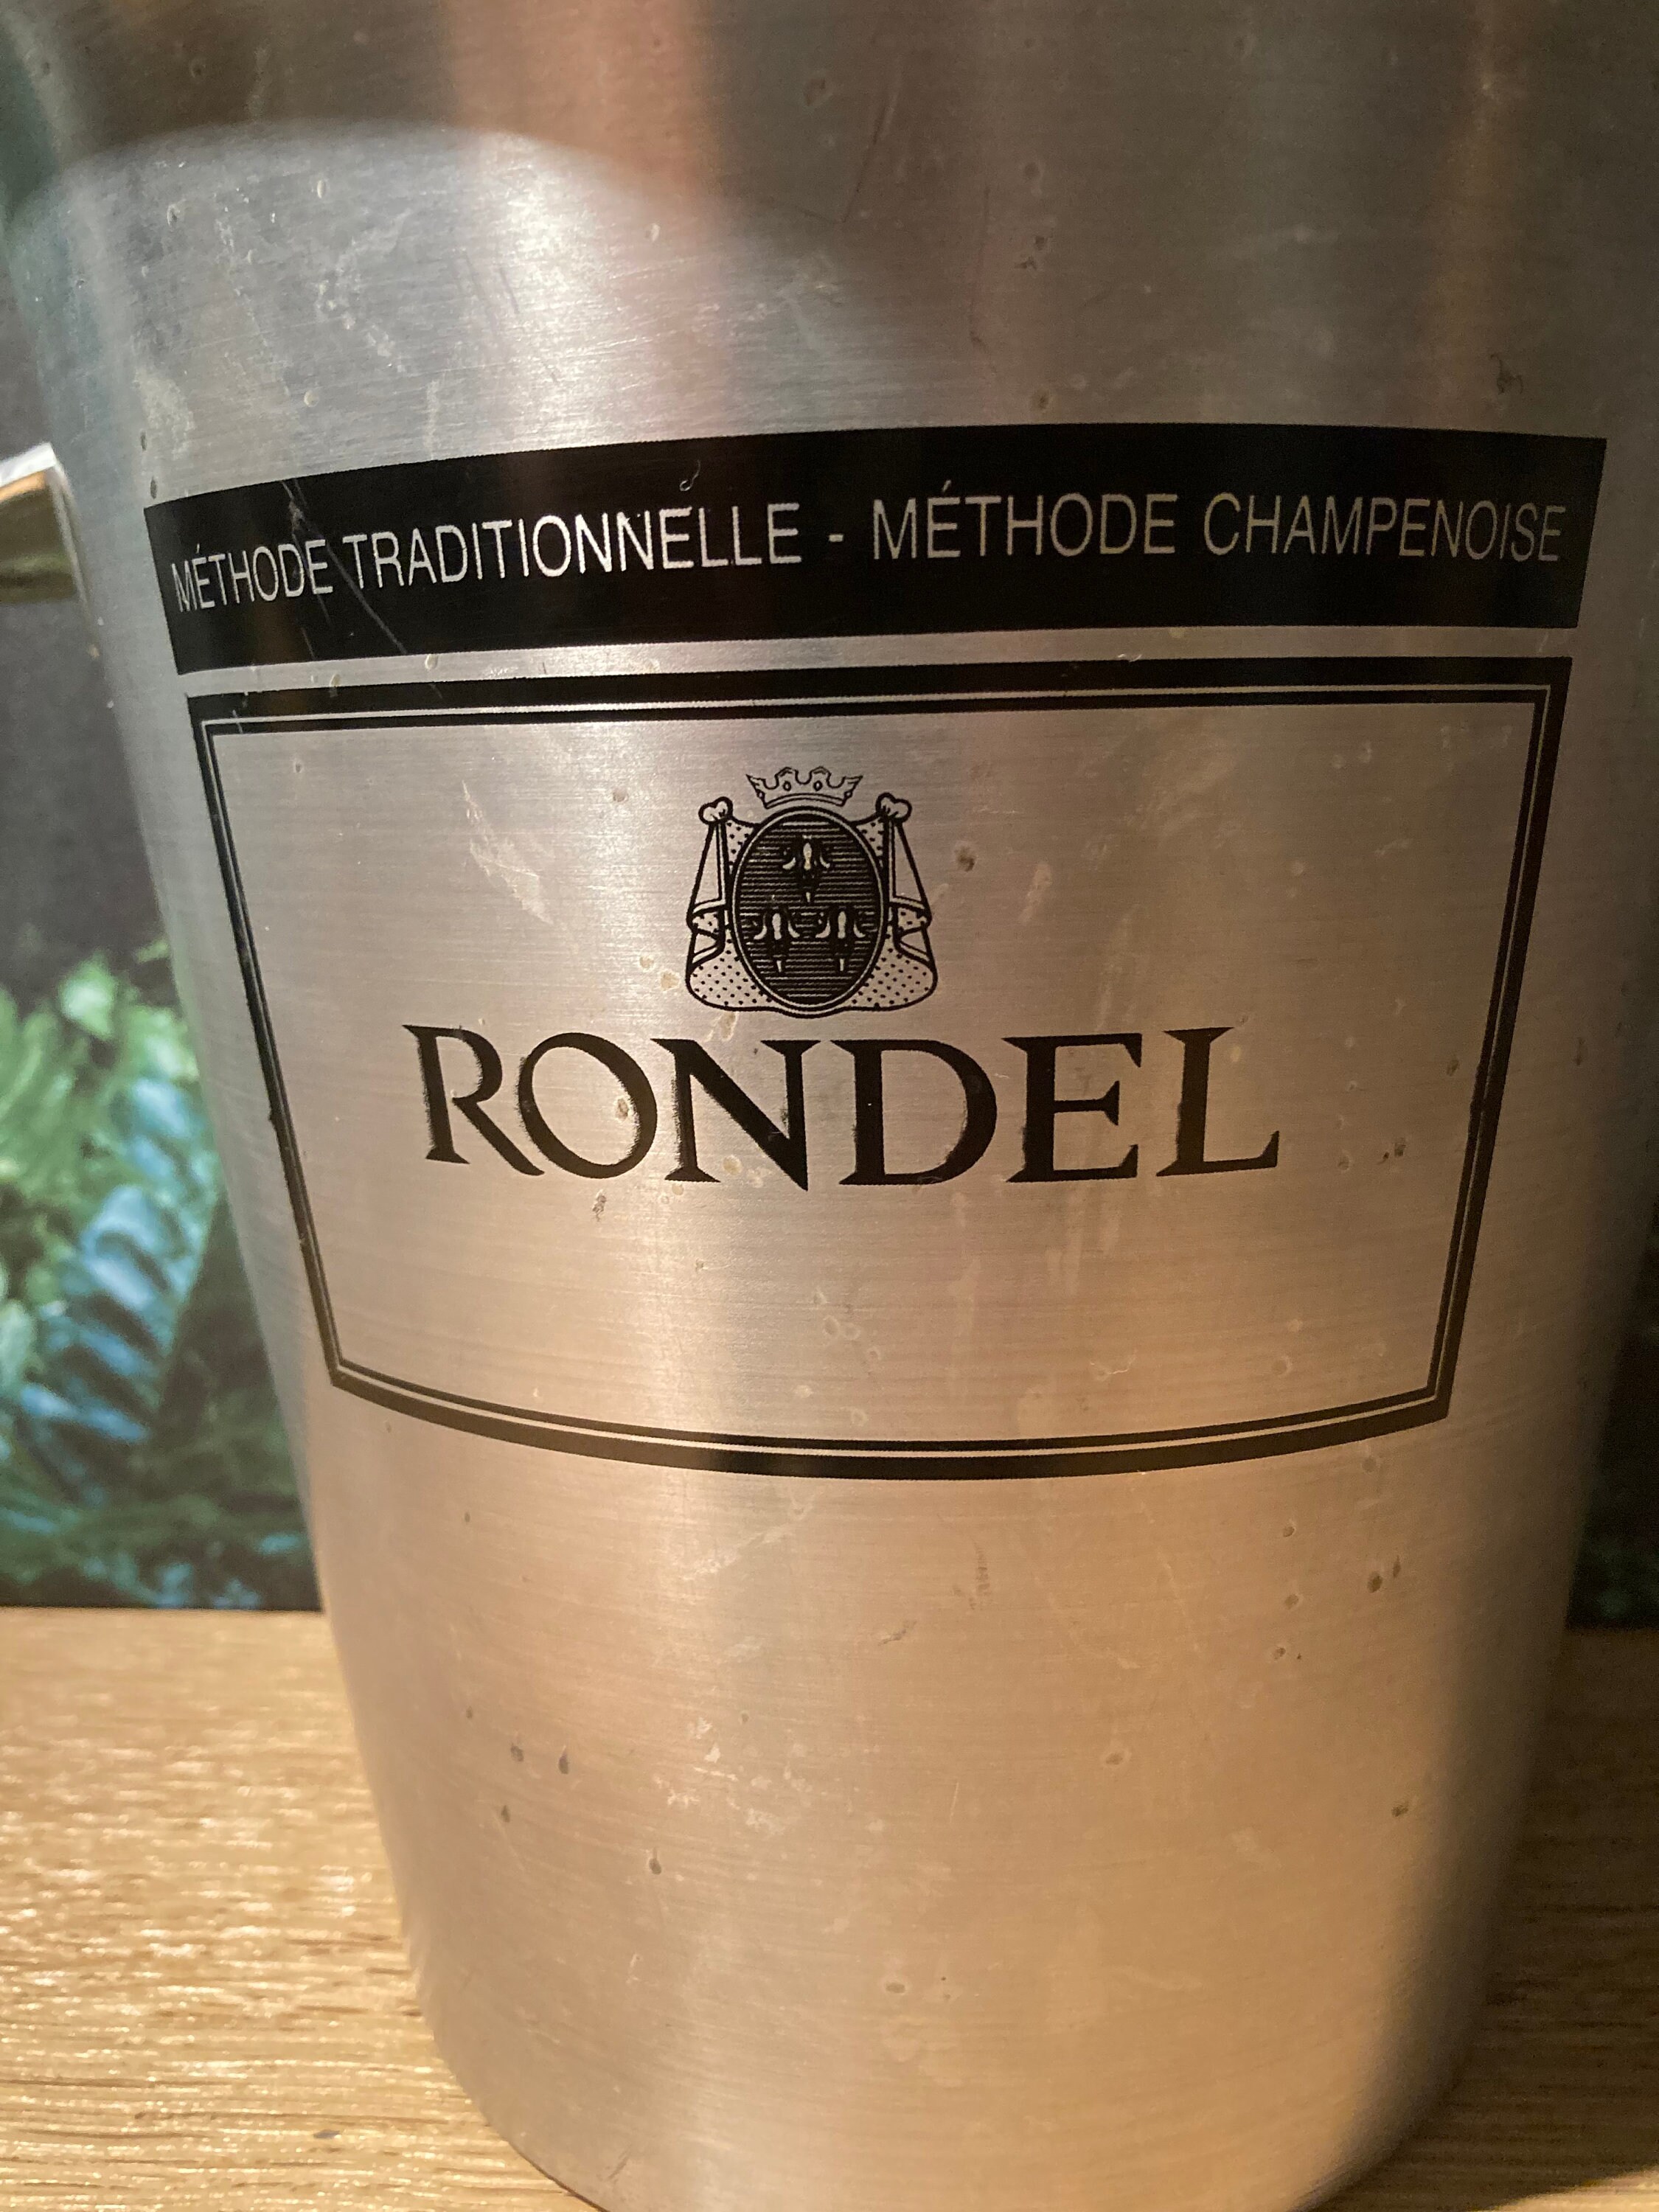 MÉTHODE TRADITIONNELLE - MÉTHODE CHAMPENOISE
RONDEL